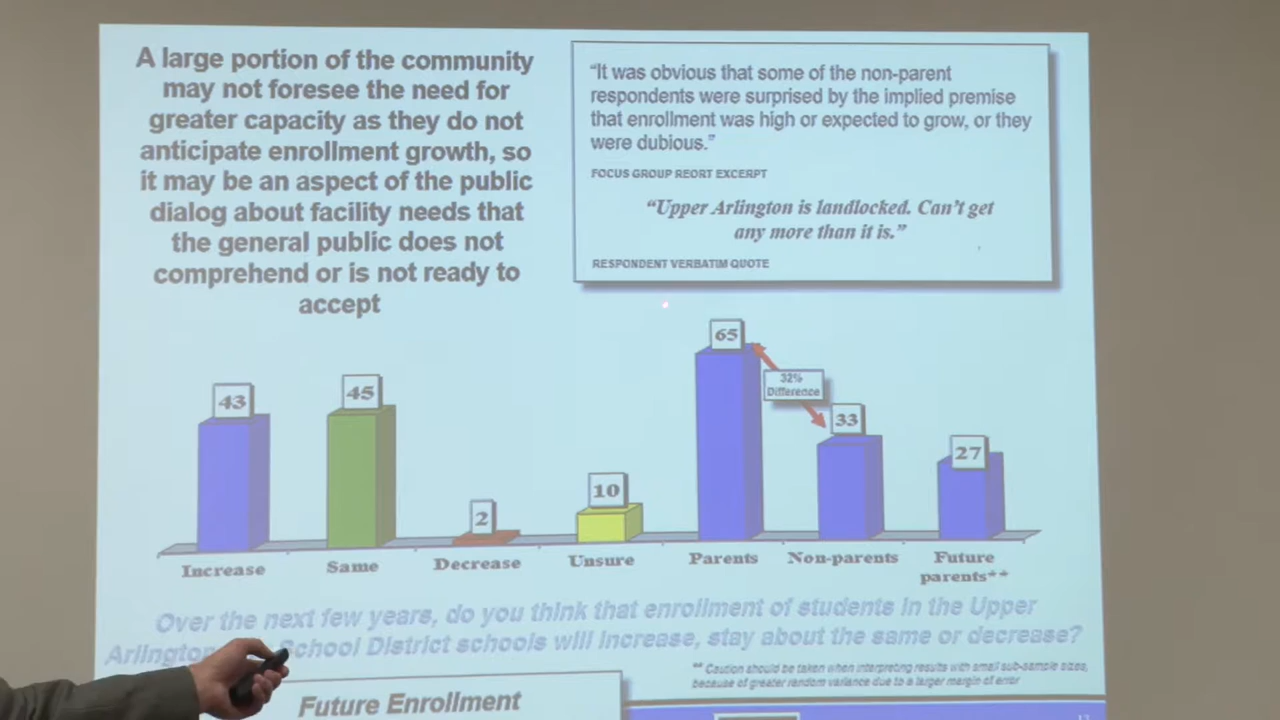 A large portion of the community
may not foresee the need for
greater capacity as they do not
anticipate enrollment growth, so
it may be an aspect of the public
dialog about facility needs that
the general public does not
comprehend or is not ready to
accept
"It was obvious that some of the non-parent
respondents were surprised by the implied premise
that enrollment was high or expected to grow, or they
were dubious."
FOCUS GROUP REORT EXCERPT
"Upper Arlington is landlocked. Can't get
any more than it is."
RESPONDENT VERBATIM QUOTE
43
45
2
10
65
32%
Difference
33
27
Increase
Same
Decrease
Unsure
Parents
Non-parents
Future
parents**
Over the next few years, do you think that enrollment of students in the Upper
Arlington School District schools will increase, stay about the same or decrease?
** Caution should be taken when interpreting results with small sub-sample sizes,
because of greater random variance due to a larger margin of error
Future Enrollment